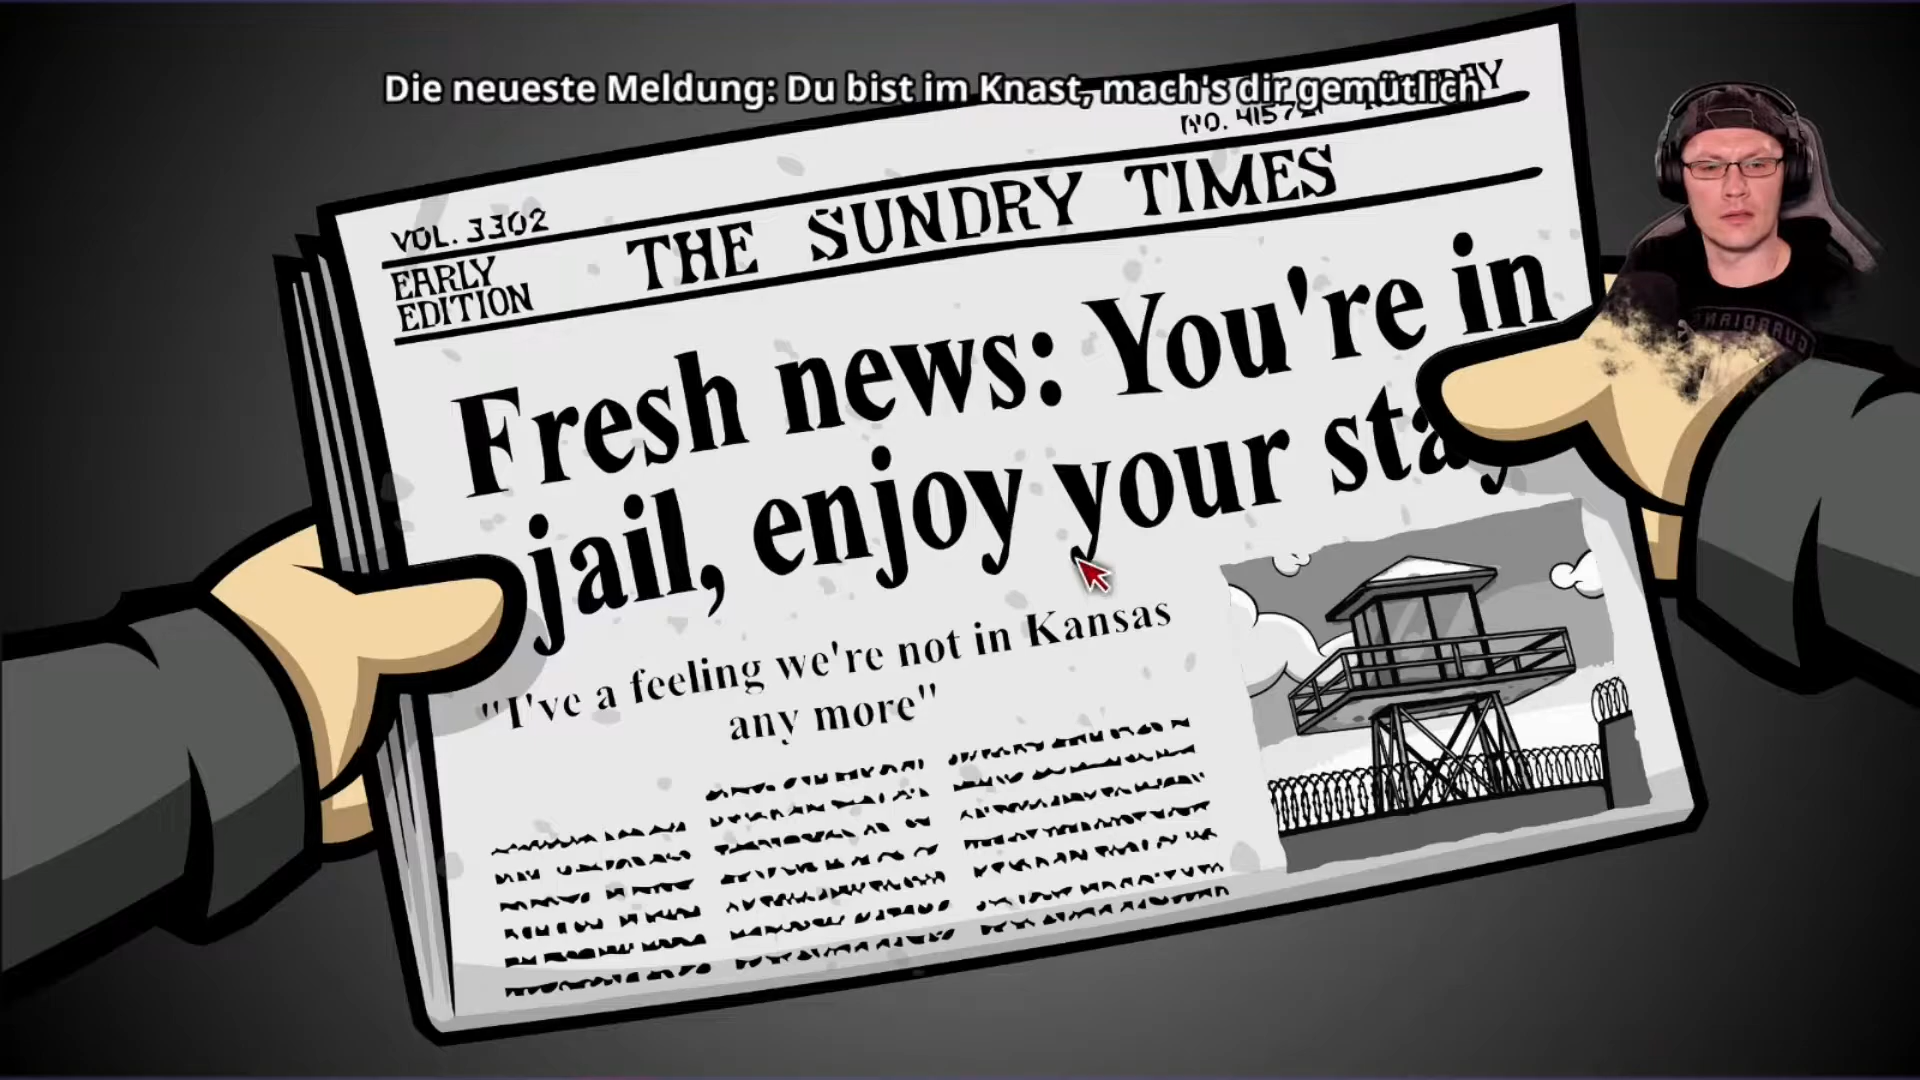 Die neueste Meldung: Du bist im Knast, mach's dir gemütlich
VOL. 3302
EARLY
EDITION
THE SUNDRY TIMES
Fresh news: You're in
jail, enjoy your stay
"I've a feeling we're not in Kansas
any more"